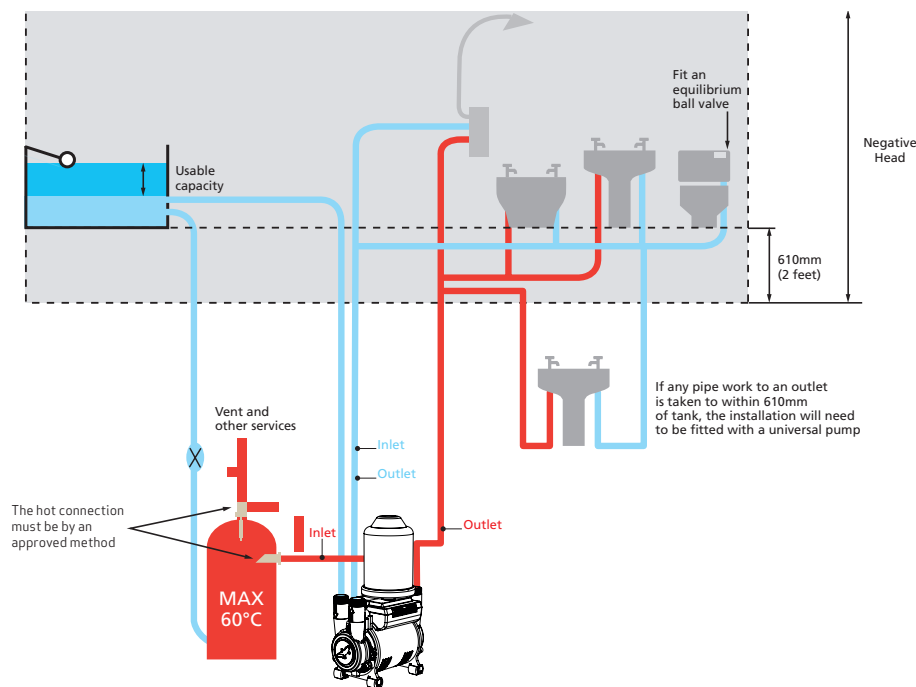 Fit an
equilibrium
ball valve
Negative
Head
Usable
capacity
610mm
(2 feet)
If any pipe work to an outlet
is taken to within 610mm
of tank, the installation will need
to be fitted with a universal pump
Vent and
other services
Inlet
Outlet
The hot connection
must be by an
approved method
Inlet
Outlet
MAX
60°C